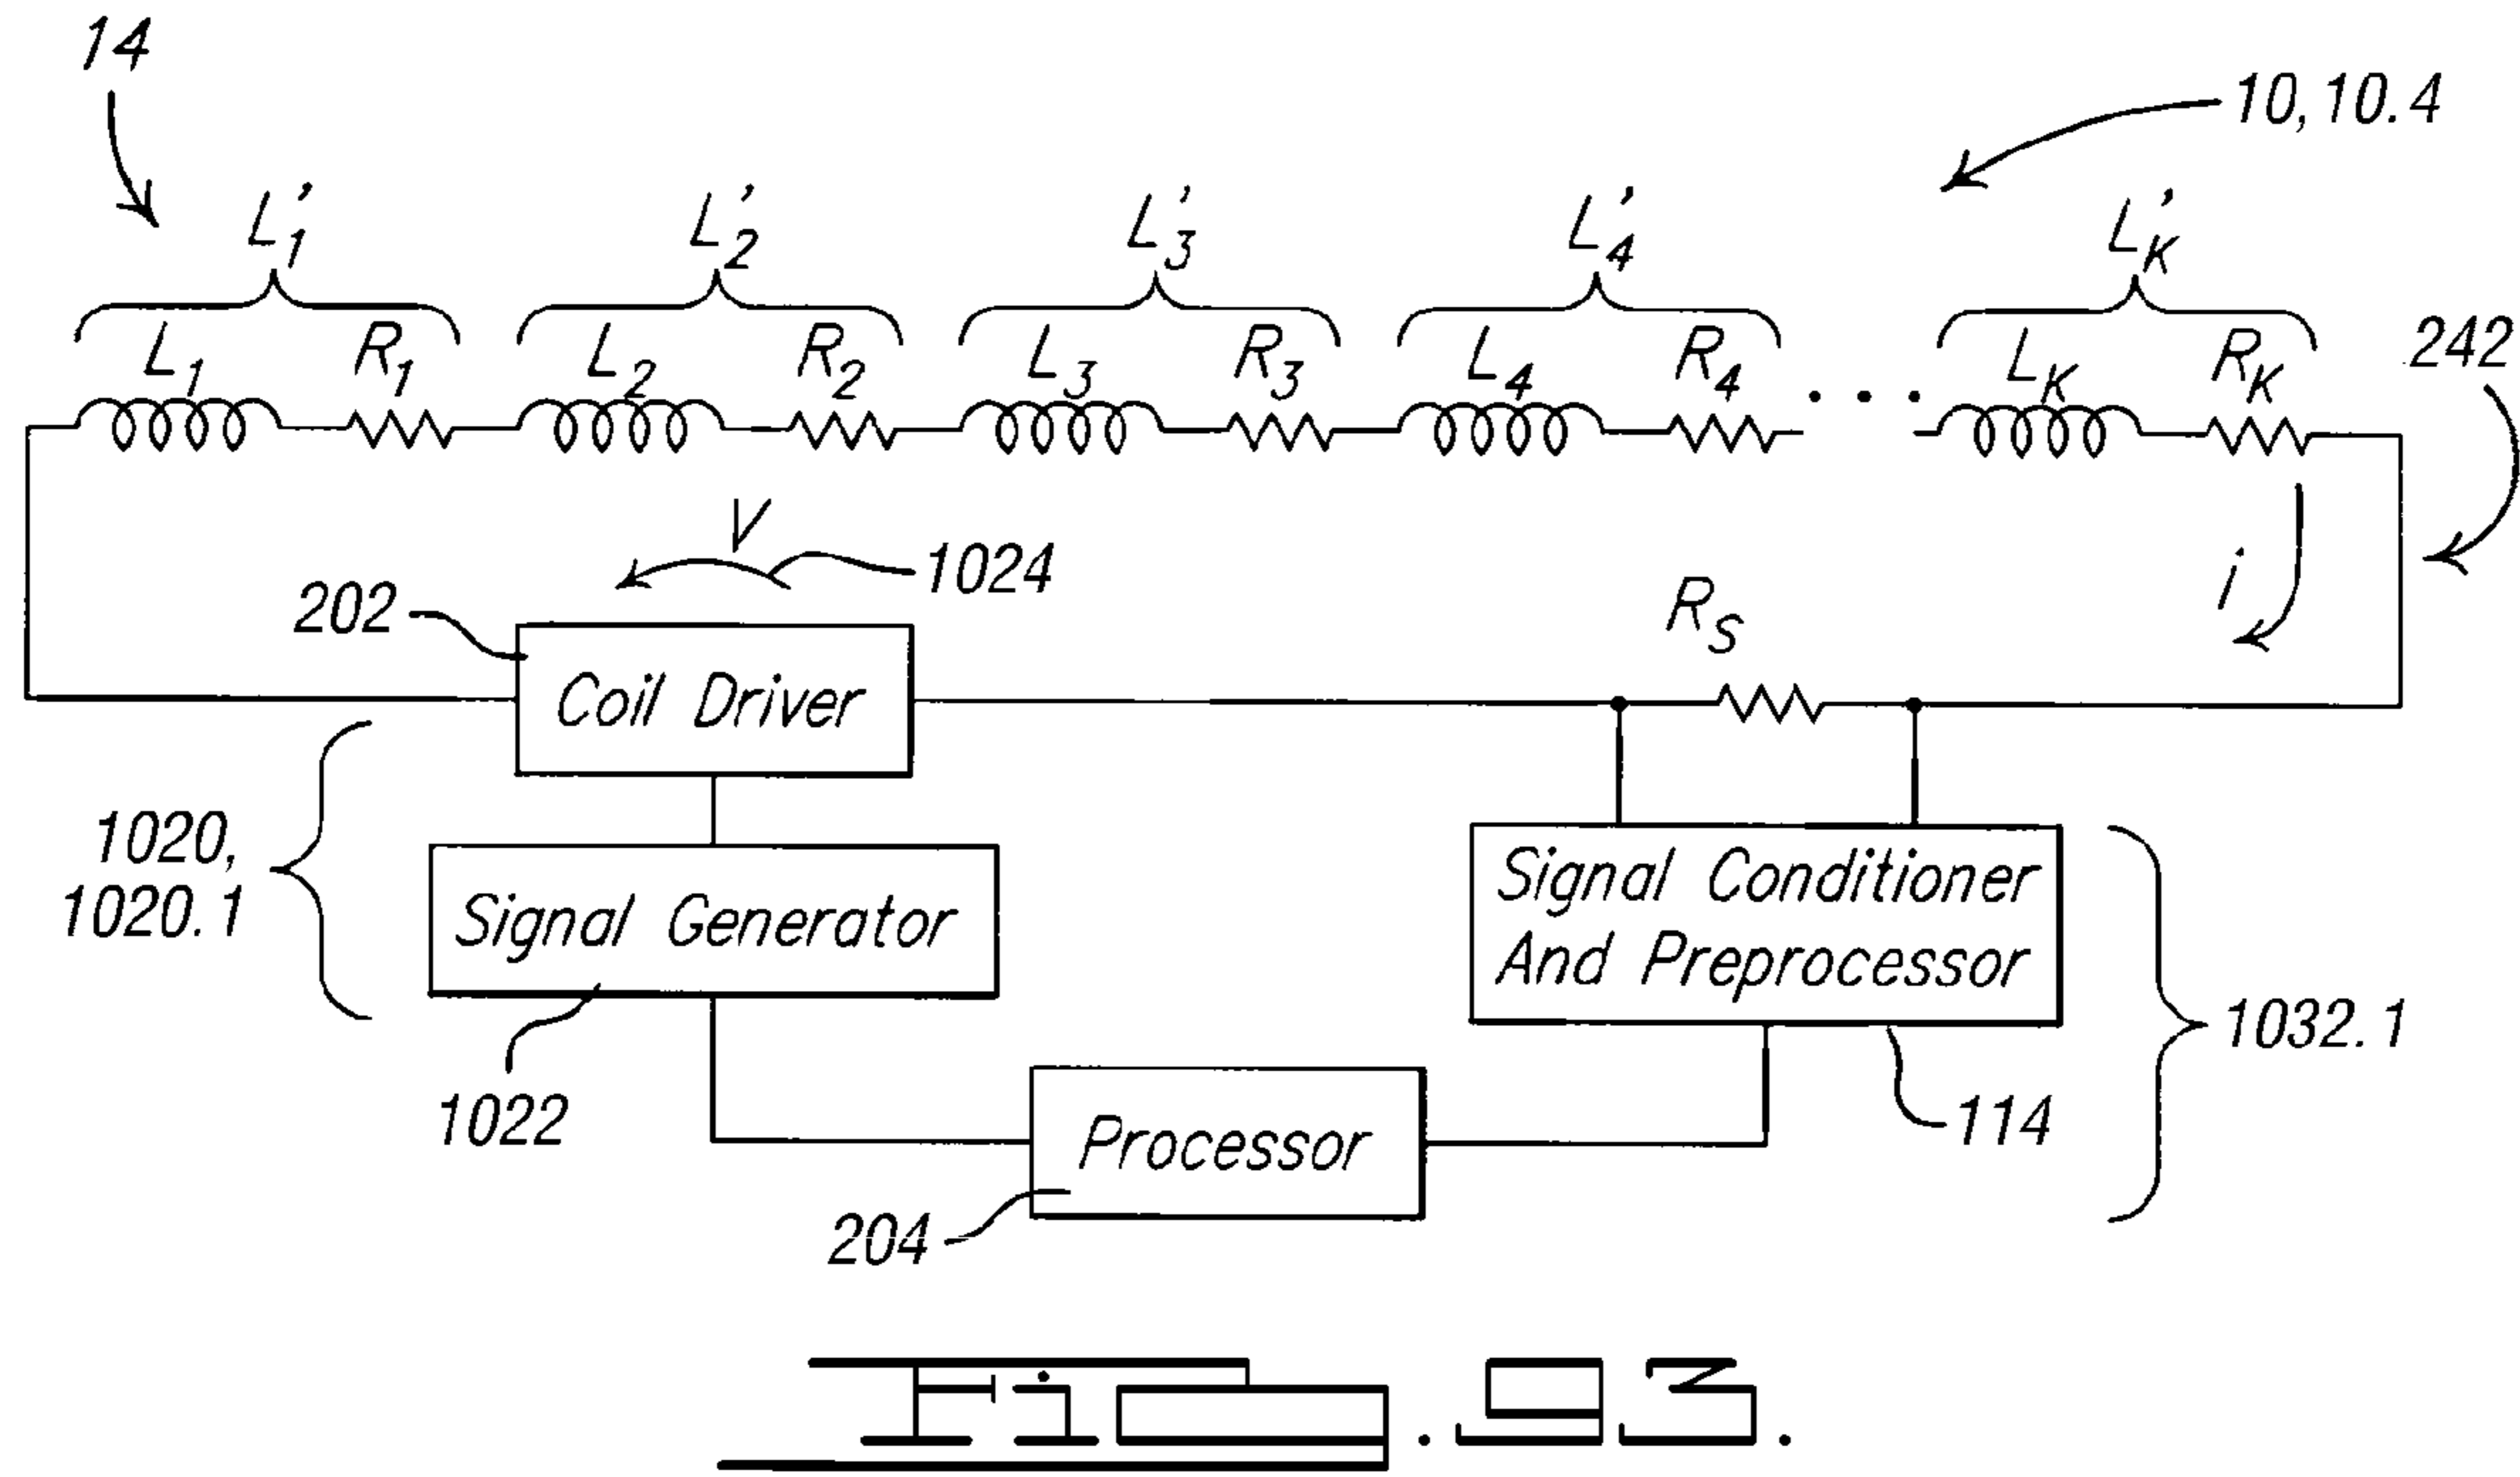 14
10, 10.4
L'1 L'2 L'3 L'4 L'K
L1 R1 L2 R2 L3 R3 L4 R4 ... LK RK
242
V
1024
i
202
RS
Coil Driver
1020,
1020.1
Signal Generator
Signal Conditioner
And Preprocessor
1032.1
1022
114
Processor
204
Fig. 93.